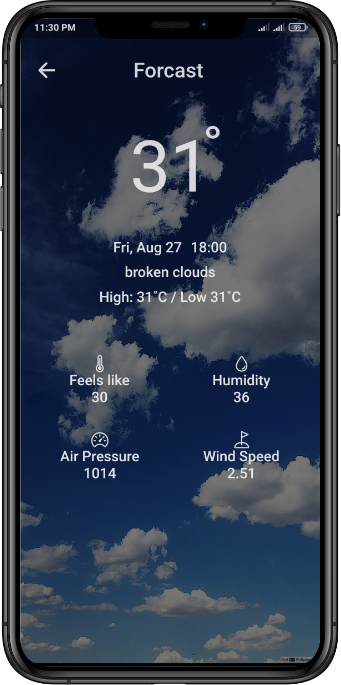 11:30 PM
59
Forcast
31°
Fri, Aug 27 18:00
broken clouds
High: 31°C / Low 31°C
Feels like
30
Humidity
36
Air Pressure
1014
Wind Speed
2.51